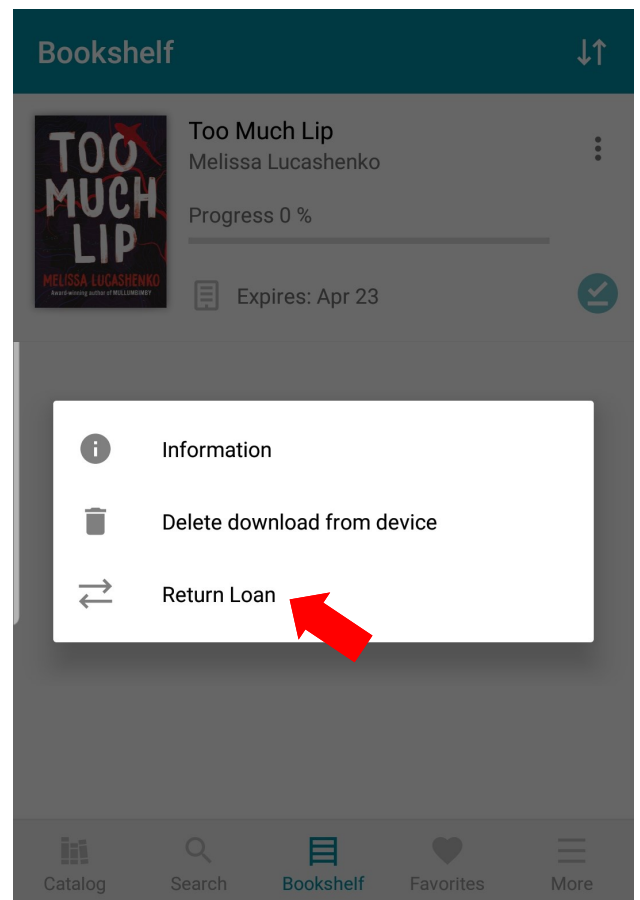 Bookshelf
TOO
MUCH
LIP
MELISSA LUCASHENKO
Award-winning author of MULLUMBIMBY
Too Much Lip
Melissa Lucashenko
Progress 0 %
Expires: Apr 23
Information
Delete download from device
Return Loan
Catalog
Search
Bookshelf
Favorites
More